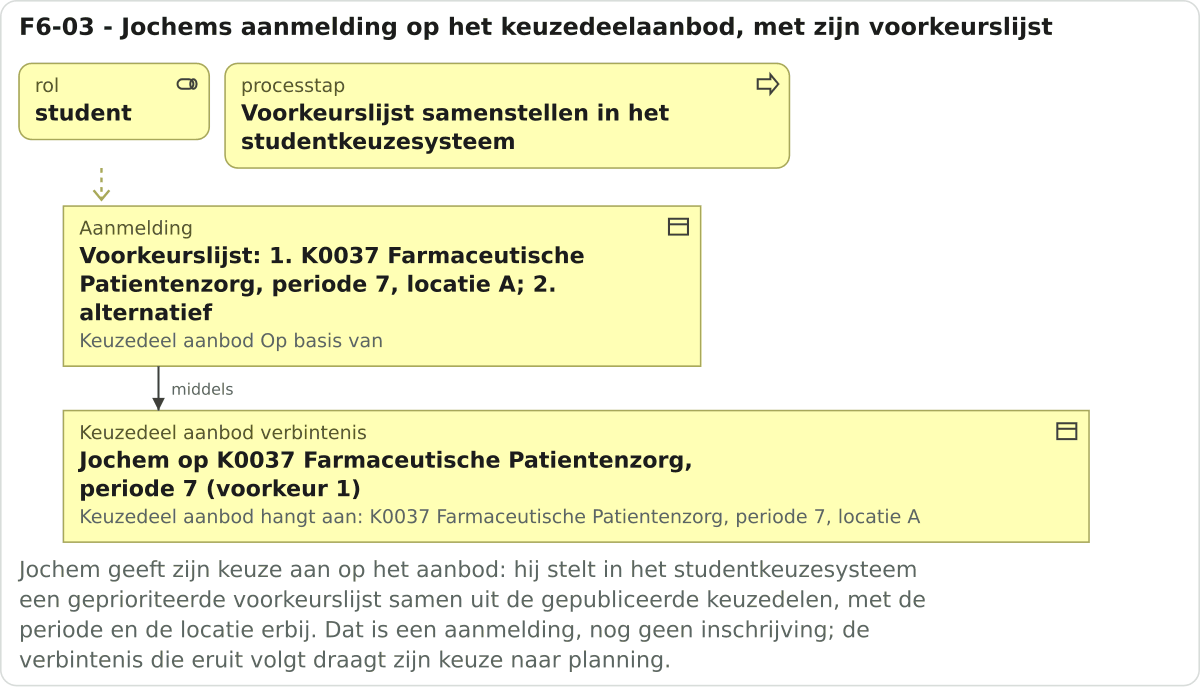 F6-03 - Jochems aanmelding op het keuzedeelaanbod, met zijn voorkeurslijst
rol
student
processtap
Voorkeurslijst samenstellen in het
studentkeuzesysteem
Aanmelding
Voorkeurslijst: 1. K0037 Farmaceutische
Patientenzorg, periode 7, locatie A; 2.
alternatief
Keuzedeel aanbod Op basis van
middels
Keuzedeel aanbod verbintenis
Jochem op K0037 Farmaceutische Patientenzorg,
periode 7 (voorkeur 1)
Keuzedeel aanbod hangt aan: K0037 Farmaceutische Patientenzorg, periode 7, locatie A
Jochem geeft zijn keuze aan op het aanbod: hij stelt in het studentkeuzesysteem
een geprioriteerde voorkeurslijst samen uit de gepubliceerde keuzedelen, met de
periode en de locatie erbij. Dat is een aanmelding, nog geen inschrijving; de
verbintenis die eruit volgt draagt zijn keuze naar planning.